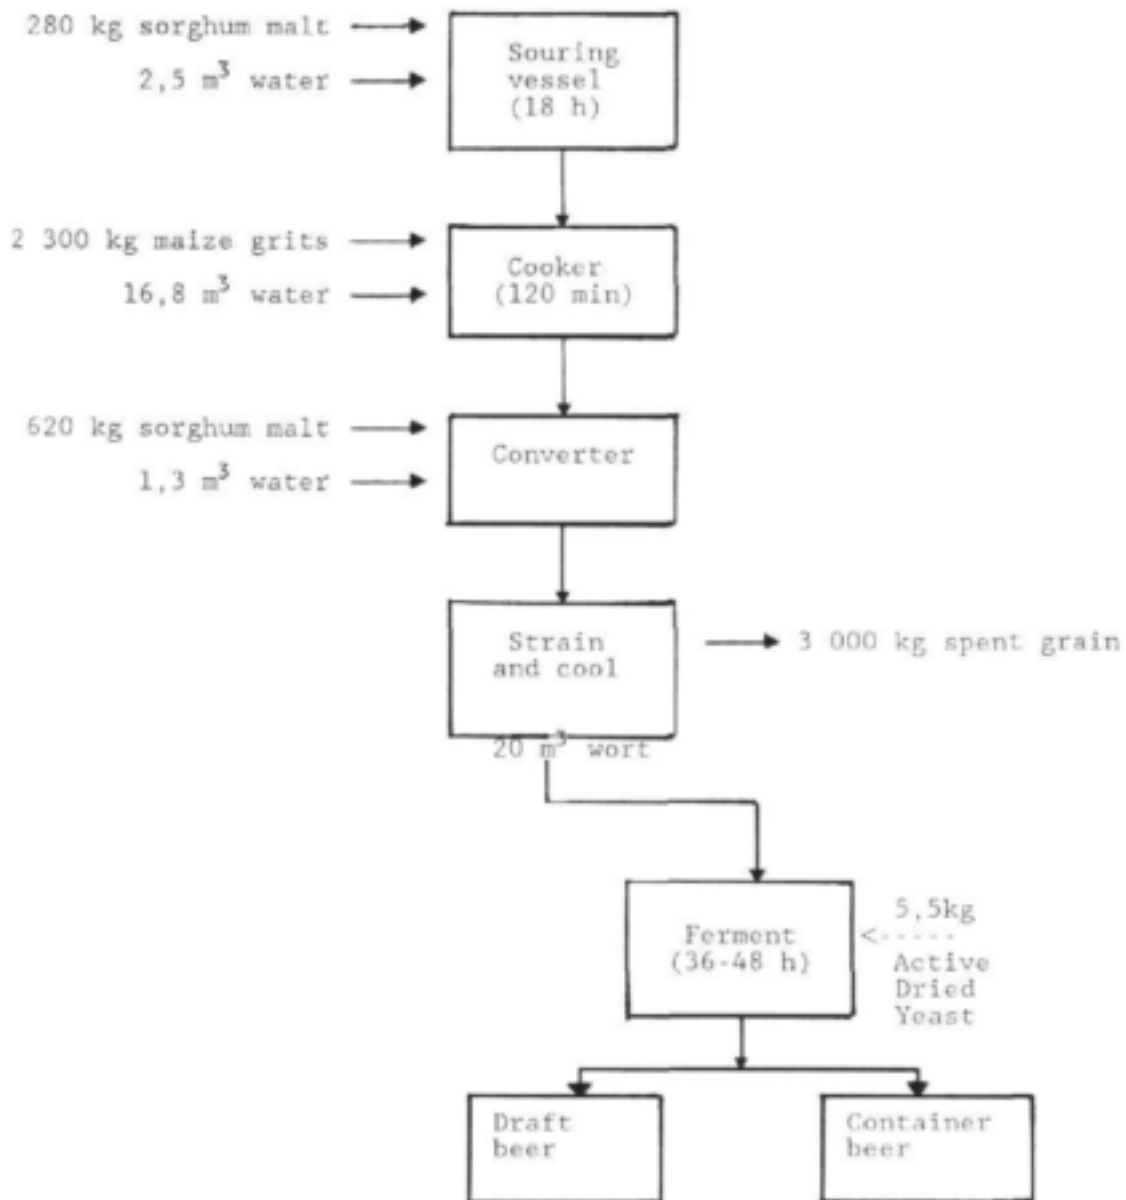 280 kg sorghum malt
2,5 m³ water
Souring
vessel
(18 h)
2 300 kg maize grits
16,8 m³ water
Cooker
(120 min)
620 kg sorghum malt
1,3 m³ water
Converter
Strain
and cool
3 000 kg spent grain
20 m³ wort
Ferment
(36-48 h)
5,5kg
<-----
Active
Dried
Yeast
Draft
beer
Container
beer